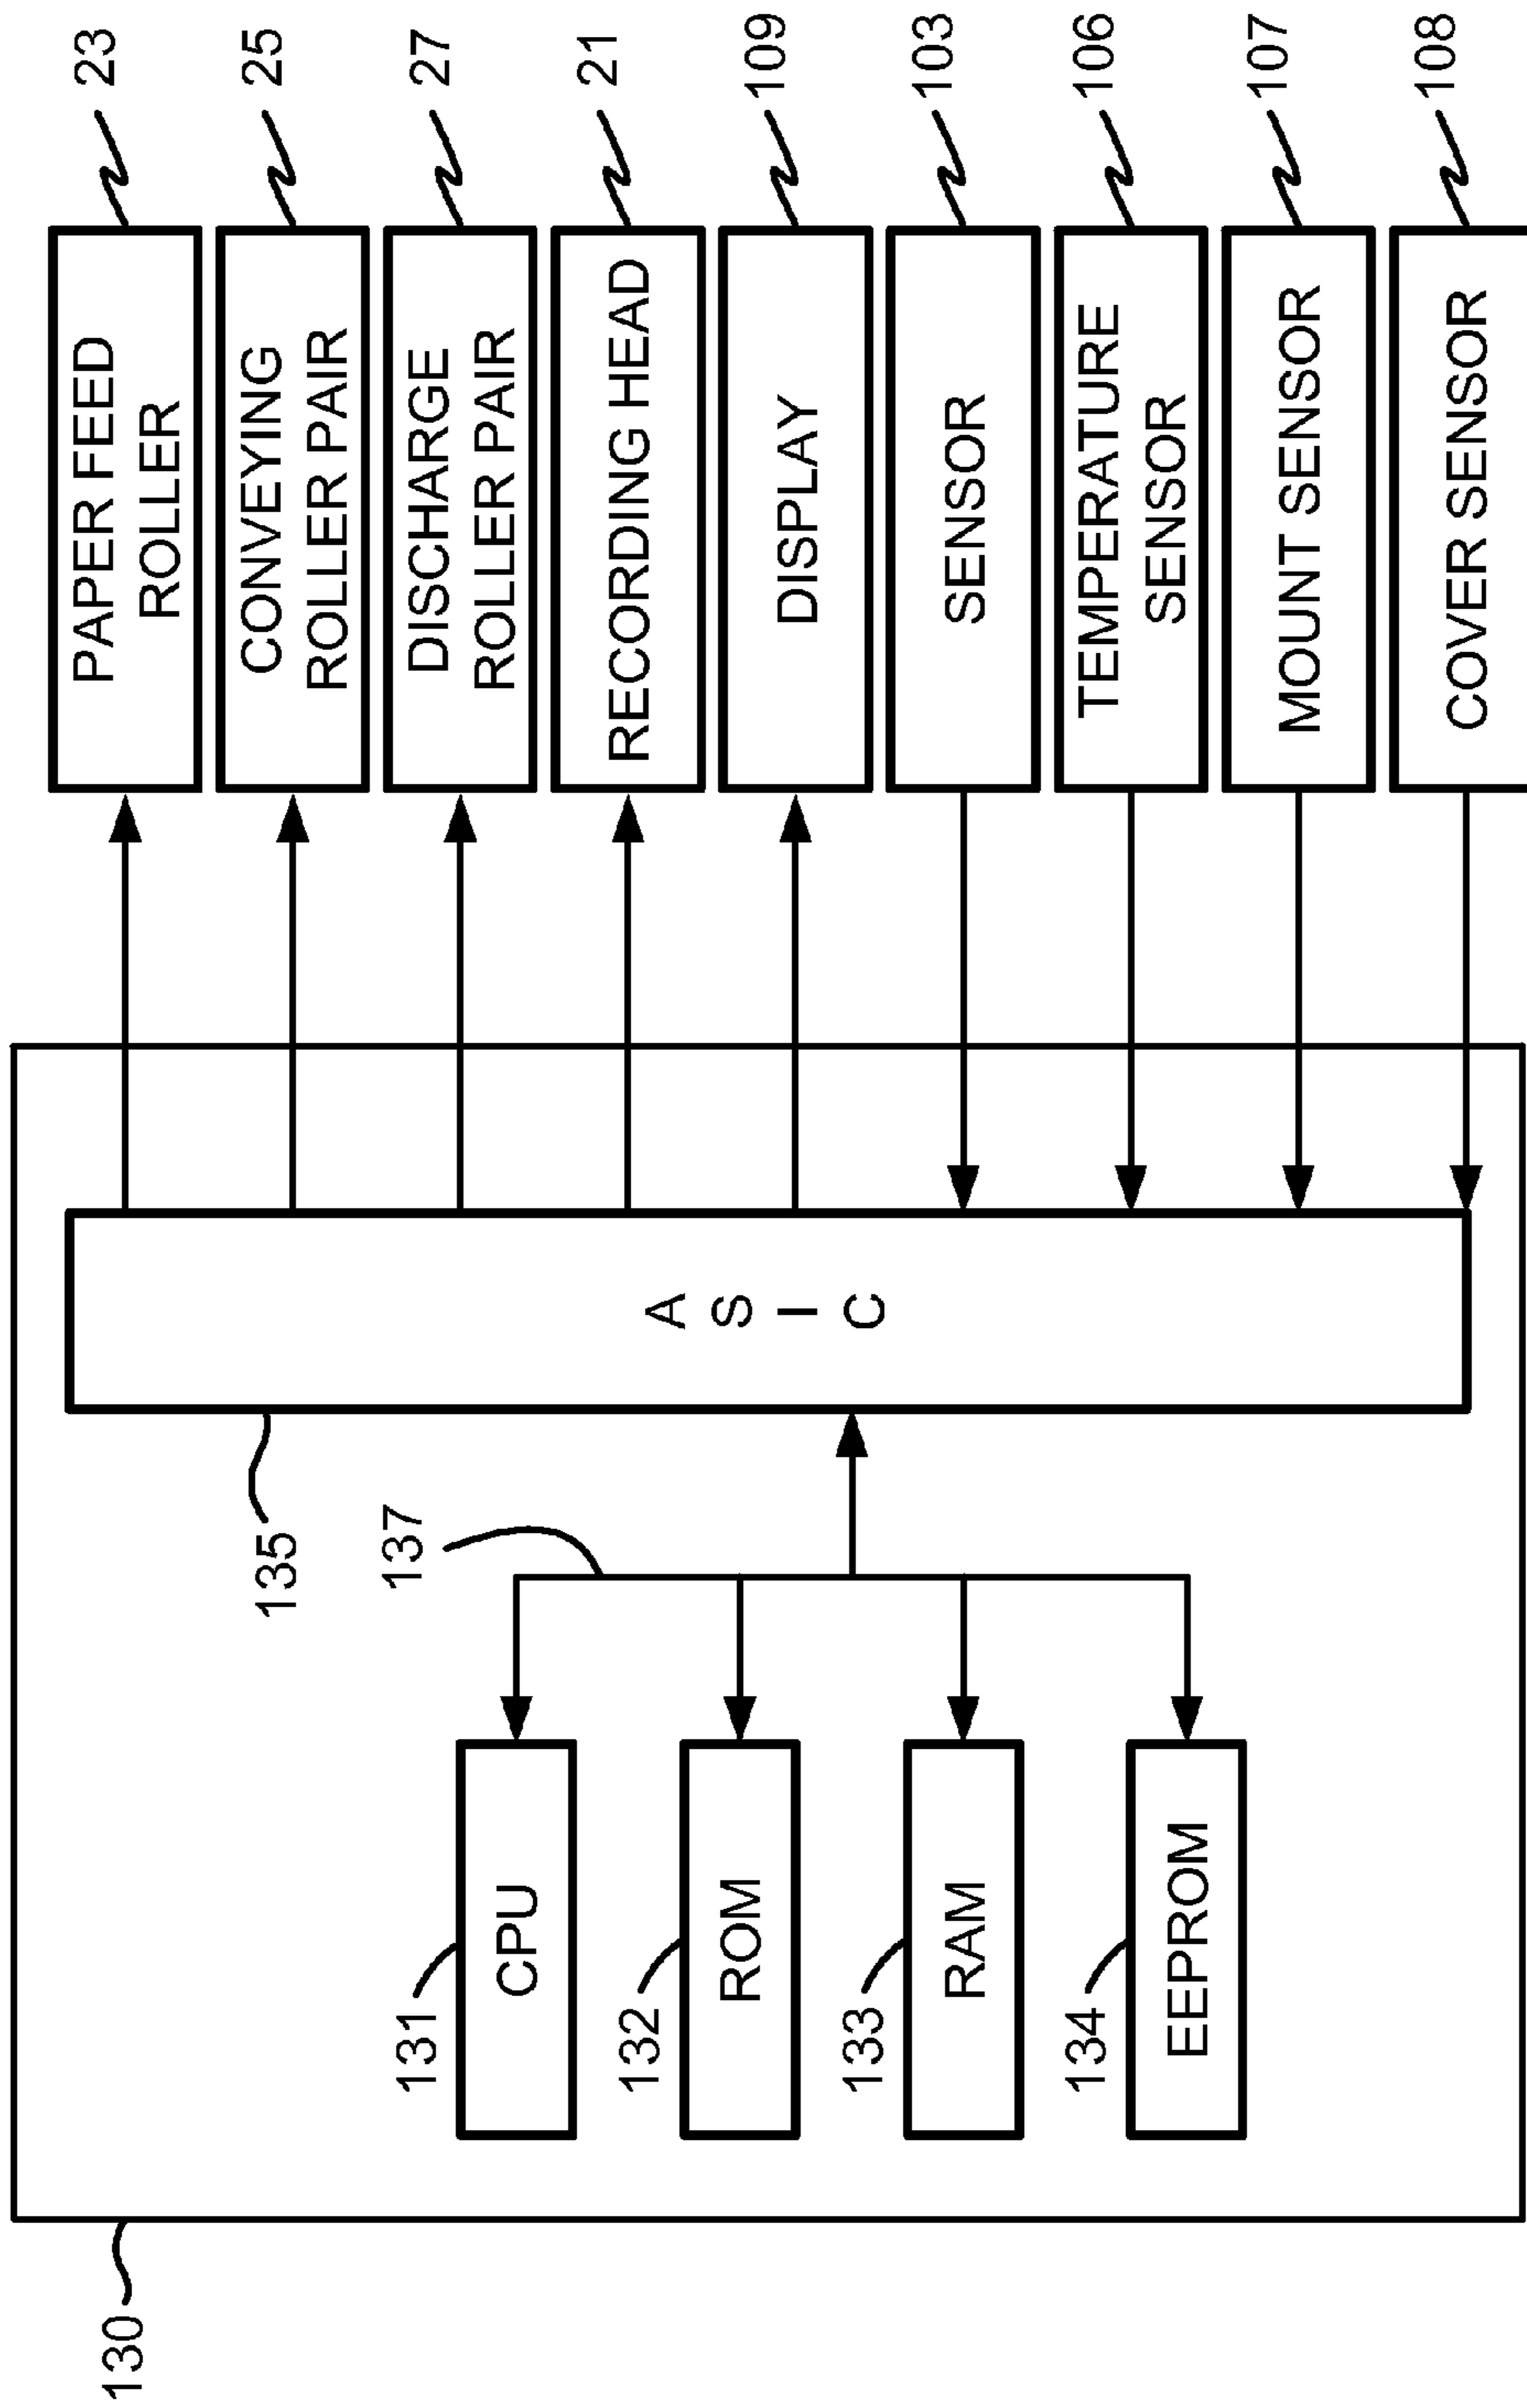 130
131
CPU
132
ROM
133
RAM
134
EEPROM
137
135
ASIC
PAPER FEED
ROLLER
23
CONVEYING
ROLLER PAIR
25
DISCHARGE
ROLLER PAIR
27
RECORDING HEAD
21
DISPLAY
109
SENSOR
103
TEMPERATURE
SENSOR
106
MOUNT SENSOR
107
COVER SENSOR
108